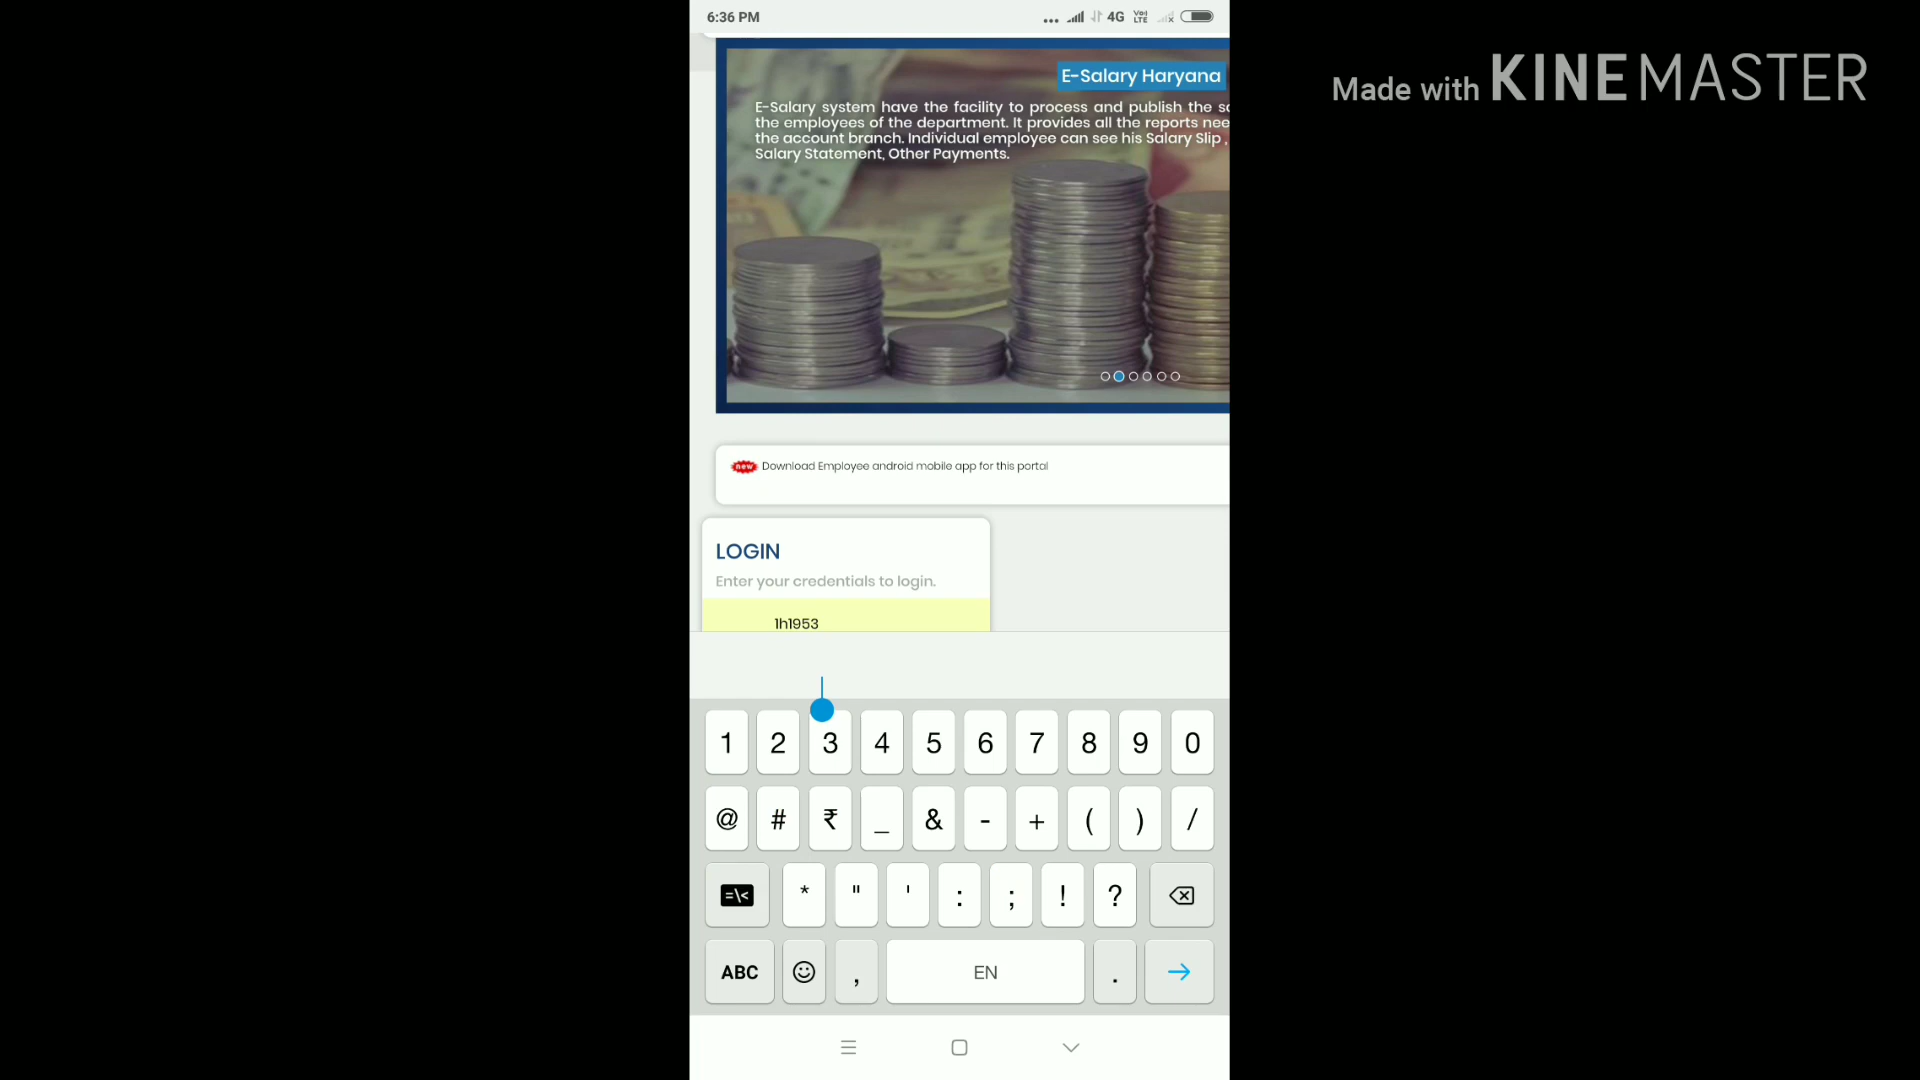 6:36 PM
4G
Vo)
LTE
Made with KINEMASTER
E-Salary Haryana
E-Salary system have the facility to process and publish the
the employees of the department. It provides all the reports
the account branch. Individual employee can see his Salary Slip ,
Salary Statement, Other Payments.
new Download Employee android mobile app for this portal
LOGIN
Enter your credentials to login.
1h1953
1 2 3 4 5 6 7 8 9 0
@ # ₹ _ & - + ( ) /
=\< * " ' : ; ! ?
ABC , EN .